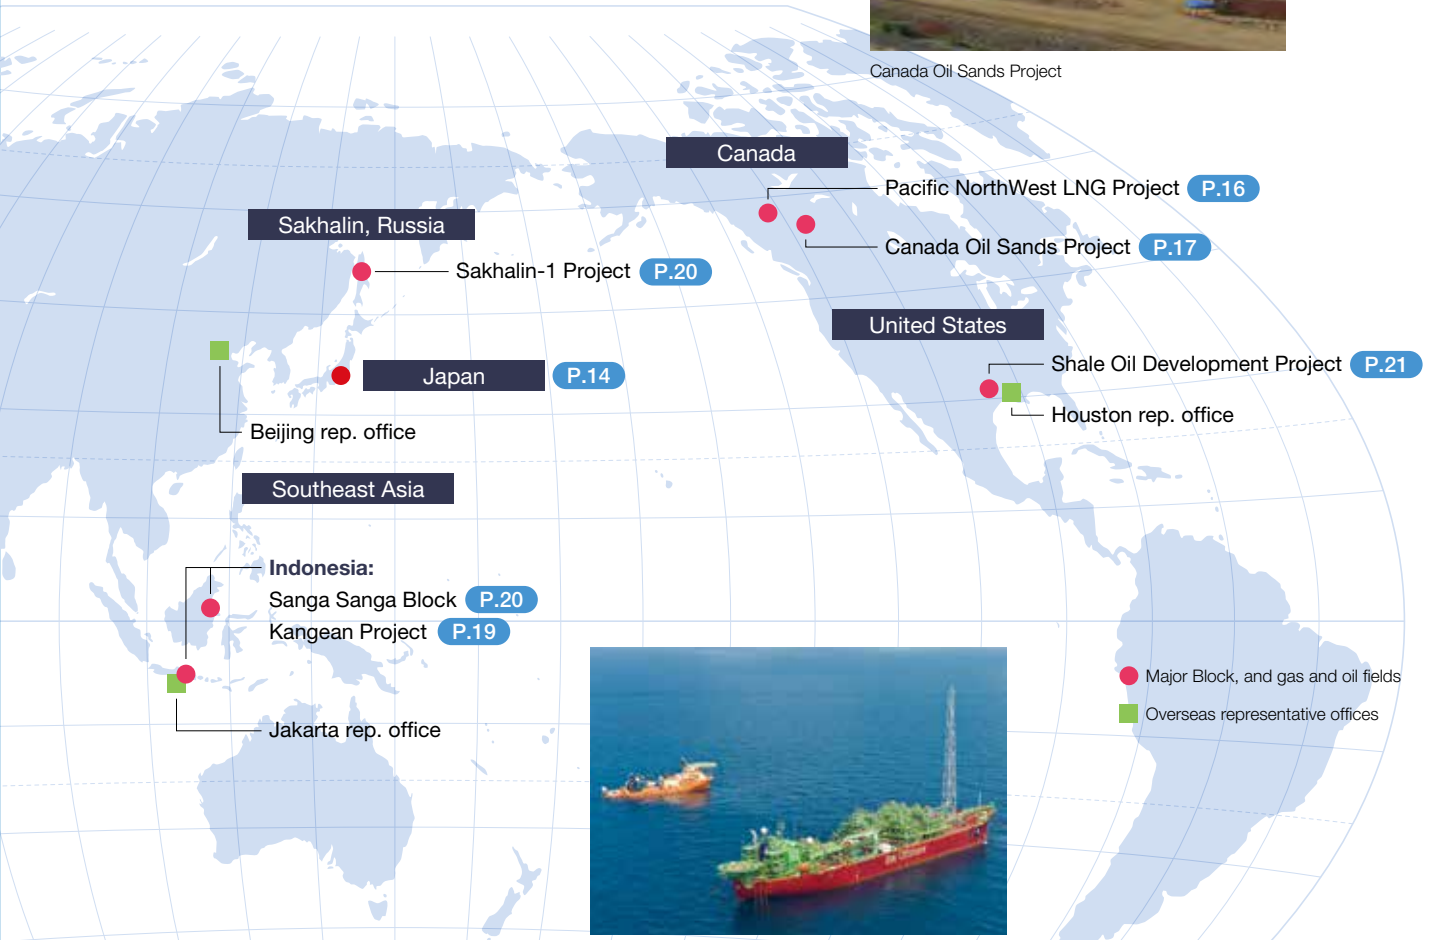 Canada Oil Sands Project
Canada
Pacific NorthWest LNG Project P.16
Canada Oil Sands Project P.17
Sakhalin, Russia
Sakhalin-1 Project P.20
United States
Shale Oil Development Project P.21
Houston rep. office
Japan P.14
Beijing rep. office
Southeast Asia
Indonesia:
Sanga Sanga Block P.20
Kangean Project P.19
Jakarta rep. office
Major Block, and gas and oil fields
Overseas representative offices